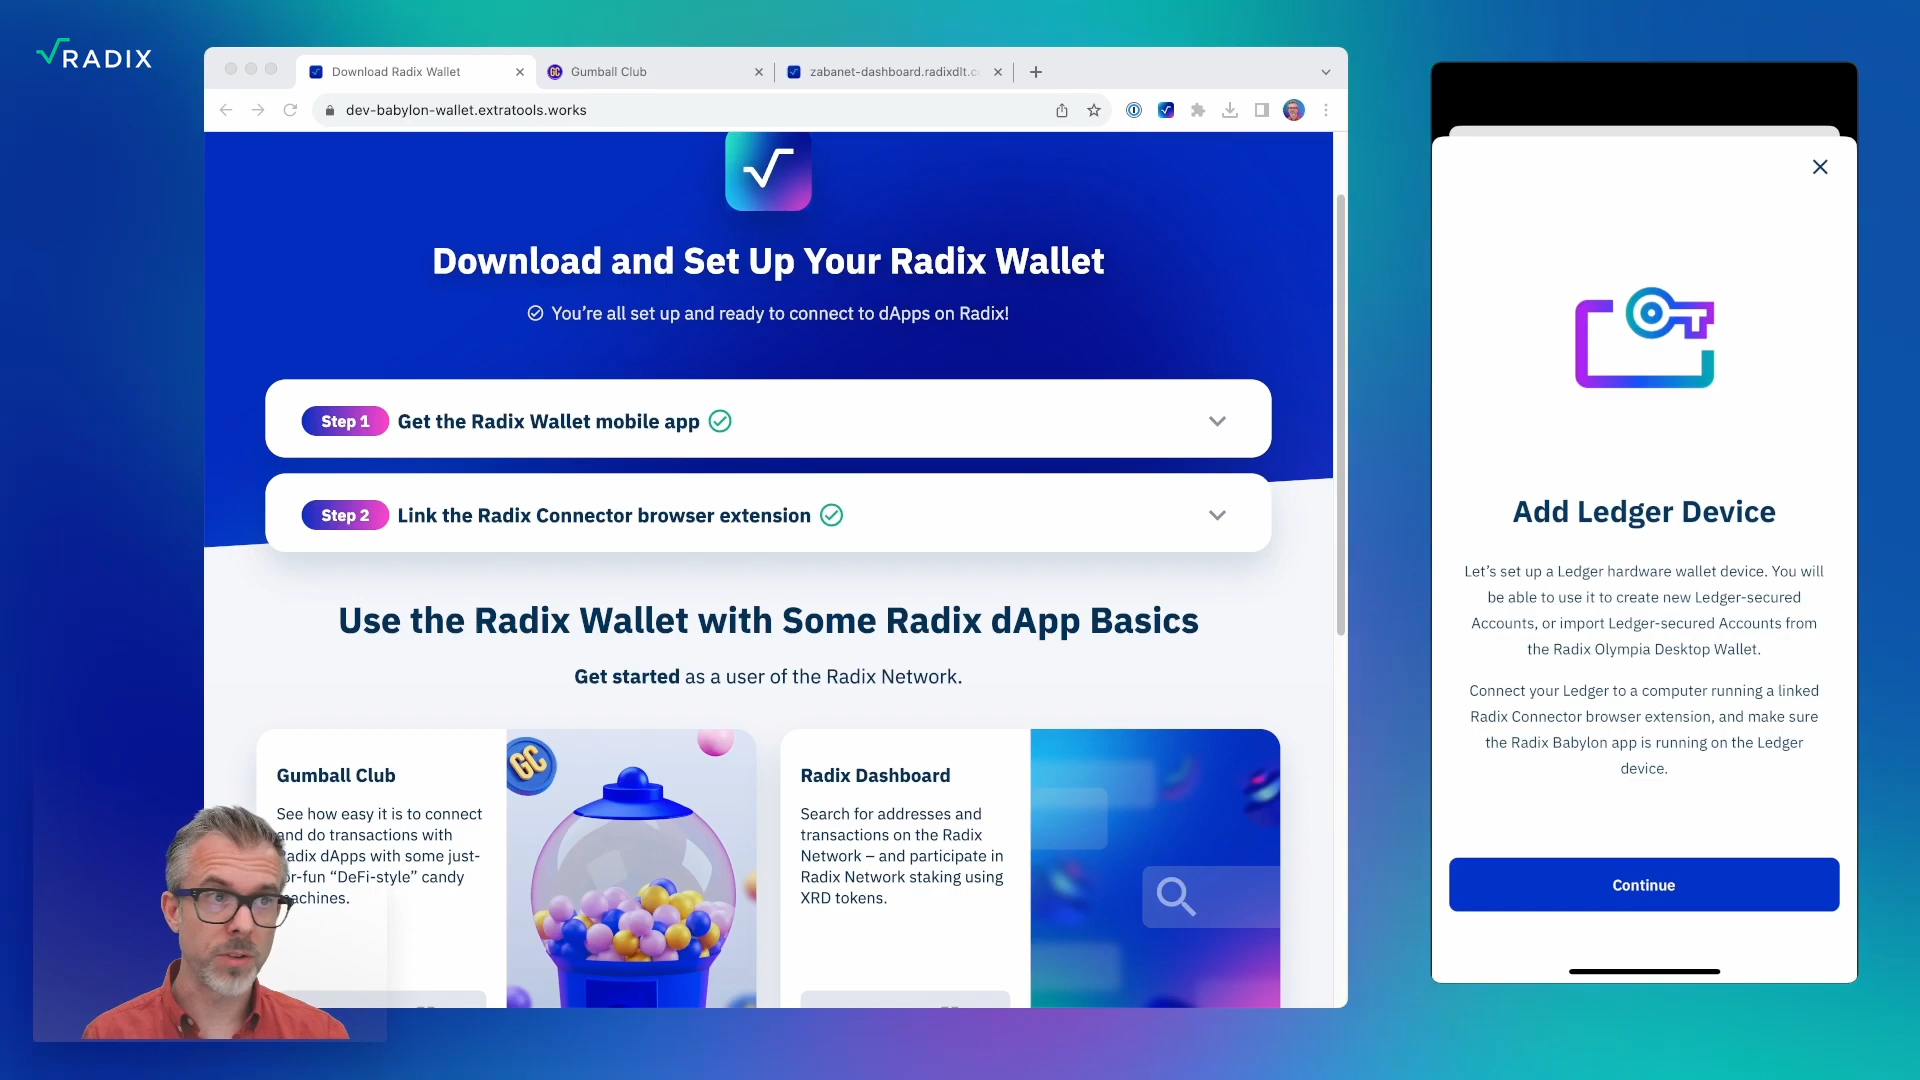 RADIX
Download Radix Wallet
Gumball Club
zabanet-dashboard.radixdlt.c
dev-babylon-wallet.extratools.works
Download and Set Up Your Radix Wallet
You're all set up and ready to connect to dApps on Radix!
Step 1 Get the Radix Wallet mobile app
Step 2 Link the Radix Connector browser extension
Use the Radix Wallet with Some Radix dApp Basics
Get started as a user of the Radix Network.
Gumball Club
See how easy it is to connect
and do transactions with
Radix dApps with some just-
for-fun “DeFi-style” candy
machines.
GC
Radix Dashboard
Search for addresses and
transactions on the Radix
Network – and participate in
Radix Network staking using
XRD tokens.
Add Ledger Device
Let's set up a Ledger hardware wallet device. You will
be able to use it to create new Ledger-secured
Accounts, or import Ledger-secured Accounts from
the Radix Olympia Desktop Wallet.
Connect your Ledger to a computer running a linked
Radix Connector browser extension, and make sure
the Radix Babylon app is running on the Ledger
device.
Continue